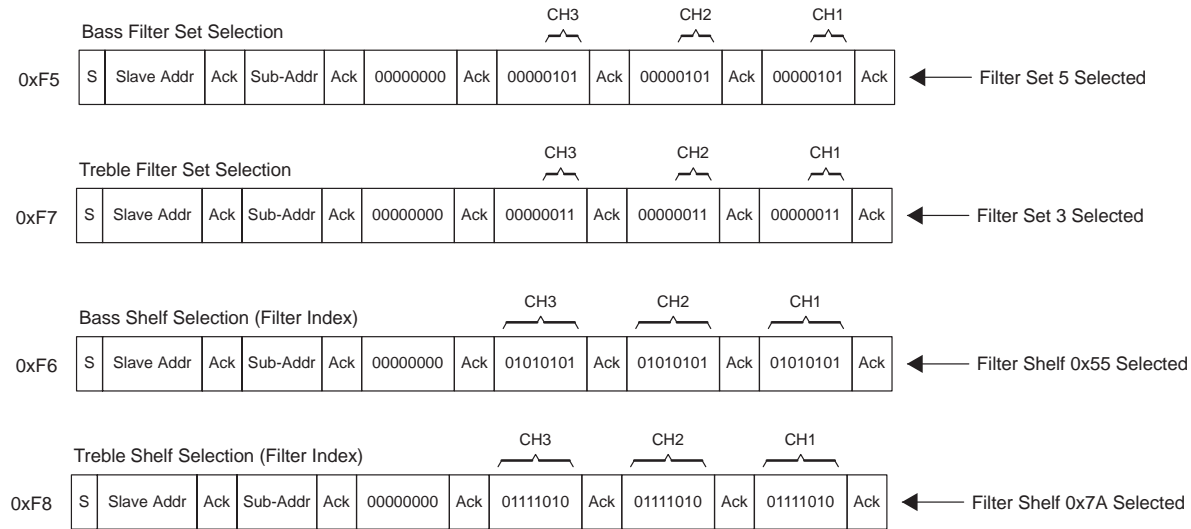 Bass Filter Set Selection
CH3 CH2 CH1
0xF5 S Slave Addr Ack Sub-Addr Ack 00000000 Ack 00000101 Ack 00000101 Ack 00000101 Ack Filter Set 5 Selected
Treble Filter Set Selection
CH3 CH2 CH1
0xF7 S Slave Addr Ack Sub-Addr Ack 00000000 Ack 00000011 Ack 00000011 Ack 00000011 Ack Filter Set 3 Selected
Bass Shelf Selection (Filter Index)
CH3 CH2 CH1
0xF6 S Slave Addr Ack Sub-Addr Ack 00000000 Ack 01010101 Ack 01010101 Ack 01010101 Ack Filter Shelf 0x55 Selected
Treble Shelf Selection (Filter Index)
CH3 CH2 CH1
0xF8 S Slave Addr Ack Sub-Addr Ack 00000000 Ack 01111010 Ack 01111010 Ack 01111010 Ack Filter Shelf 0x7A Selected